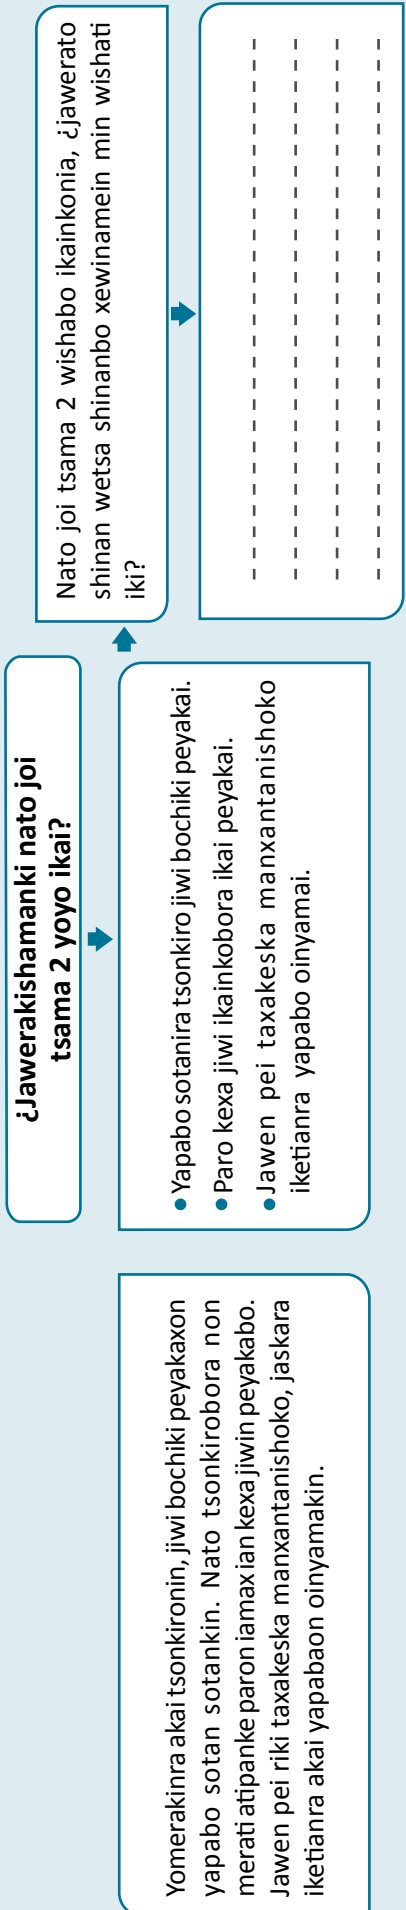 Yomerakinra akai tsonkironin, jiwi bochiki peyakaxon
yapabo sotan sotankin. Nato tsonkirobora non
merati atipanke paron iamax ian kexa jiwin peyakabo.
Jawen pei riki taxakeska manxantanishoko, jaskara
iketianra akai yapabaon oinyamakin.
¿Jawerakishamanki nato joi
tsama 2 yoyo ikai?
Yapabo sotanira tsonkiro jiwi bochiki peyakai.
Paro kexa jiwi ikainkobora ikai peyakai.
Jawen pei taxakeska manxantanishoko
iketianra yapabo oinyamai.
Nato joi tsama 2 wishabo ikainkonia, ¿jawerato
shinan wetsa shinanbo xewinamein min wishati
iki?